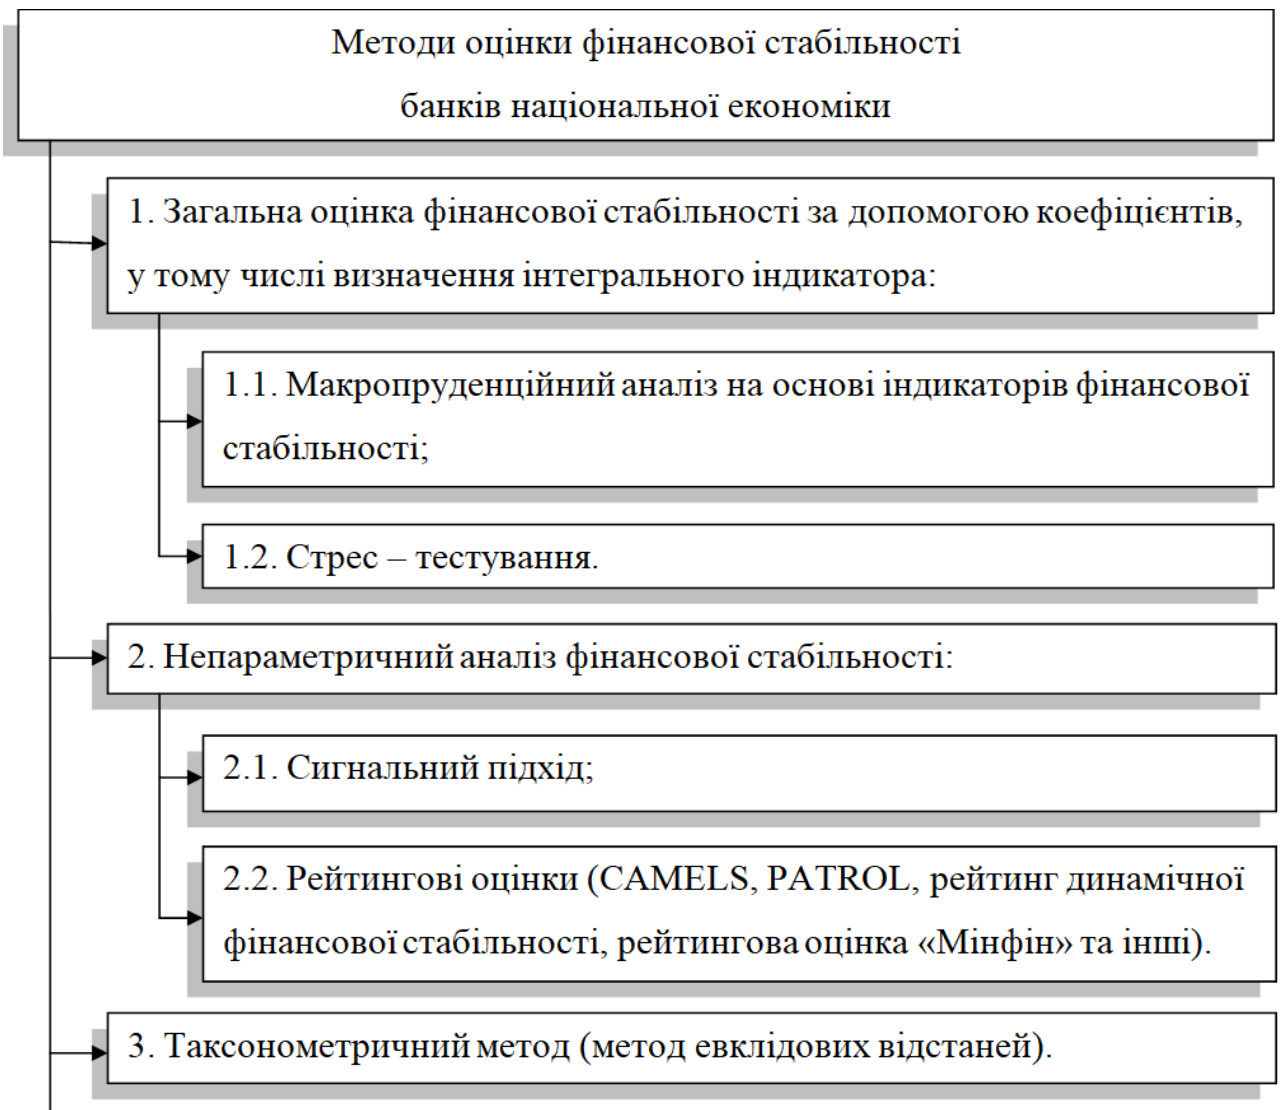 Методи оцінки фінансової стабільності
банків національної економіки
1. Загальна оцінка фінансової стабільності за допомогою коефіцієнтів,
у тому числі визначення інтегрального індикатора:
1.1. Макропруденційний аналіз на основі індикаторів фінансової
стабільності;
1.2. Стрес – тестування.
2. Непараметричний аналіз фінансової стабільності:
2.1. Сигнальний підхід;
2.2. Рейтингові оцінки (CAMELS, PATROL, рейтинг динамічної
фінансової стабільності, рейтингова оцінка «Мінфін» та інші).
3. Таксонометричний метод (метод евклідових відстаней).